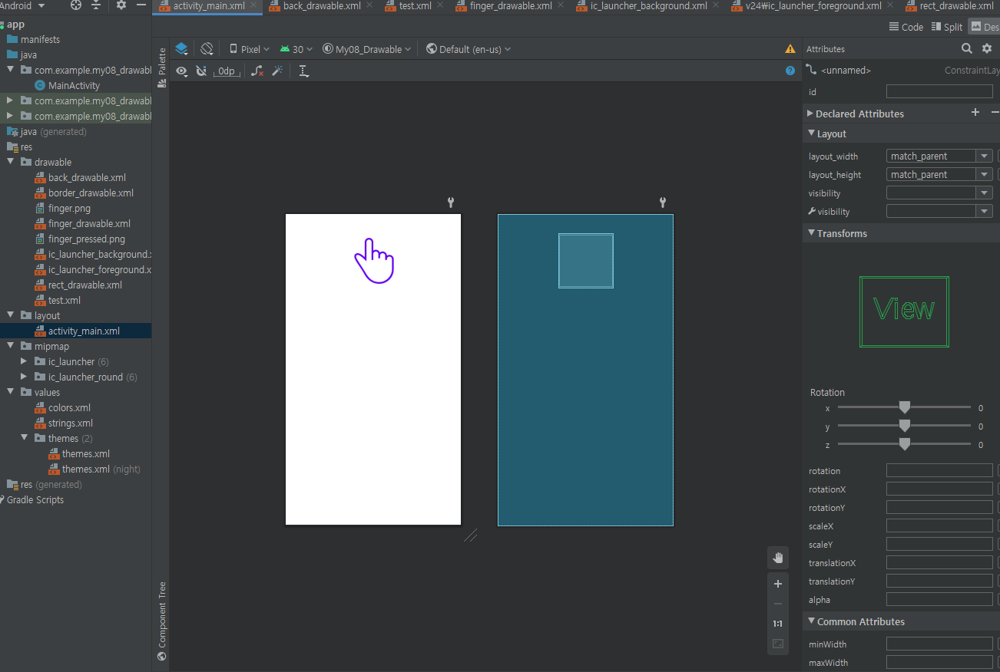 Android
activity_main.xml
back_drawable.xml
test.xml
finger_drawable.xml
ic_launcher_background.xml
v24₩ic_launcher_foreground.xml
rect_drawable.xml
app
manifests
java
com.example.my08_drawabl
MainActivity
com.example.my08_drawabl
com.example.my08_drawabl
java (generated)
res
drawable
back_drawable.xml
border_drawable.xml
finger.png
finger_drawable.xml
finger_pressed.png
ic_launcher_background.x
ic_launcher_foreground.x
rect_drawable.xml
test.xml
layout
activity_main.xml
mipmap
ic_launcher (6)
ic_launcher_round (6)
values
colors.xml
strings.xml
themes (2)
themes.xml
themes.xml (night)
res (generated)
Gradle Scripts
Palette
Component Tree
Code
Split
Des
Pixel
30
My08_Drawable
Default (en-us)
0dp
1:1
Attributes
<unnamed>
ConstraintLay
id
Declared Attributes
Layout
layout_width match_parent
layout_height match_parent
visibility
visibility
Transforms
View
Rotation
x 0
y 0
z 0
rotation
rotationX
rotationY
scaleX
scaleY
translationX
translationY
alpha
Common Attributes
minWidth
maxWidth